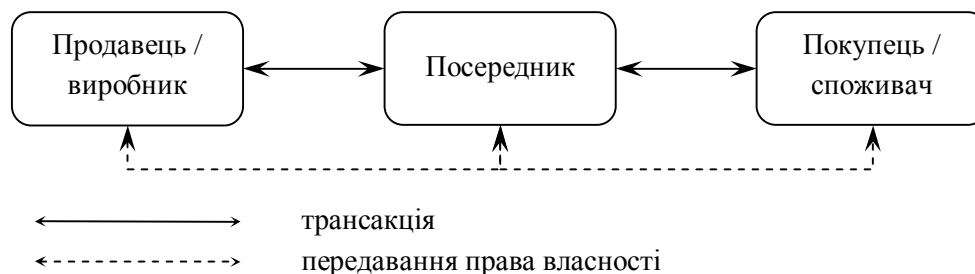 Продавець /
виробник
Посередник
Покупець /
споживач
трансакція
передавання права власності